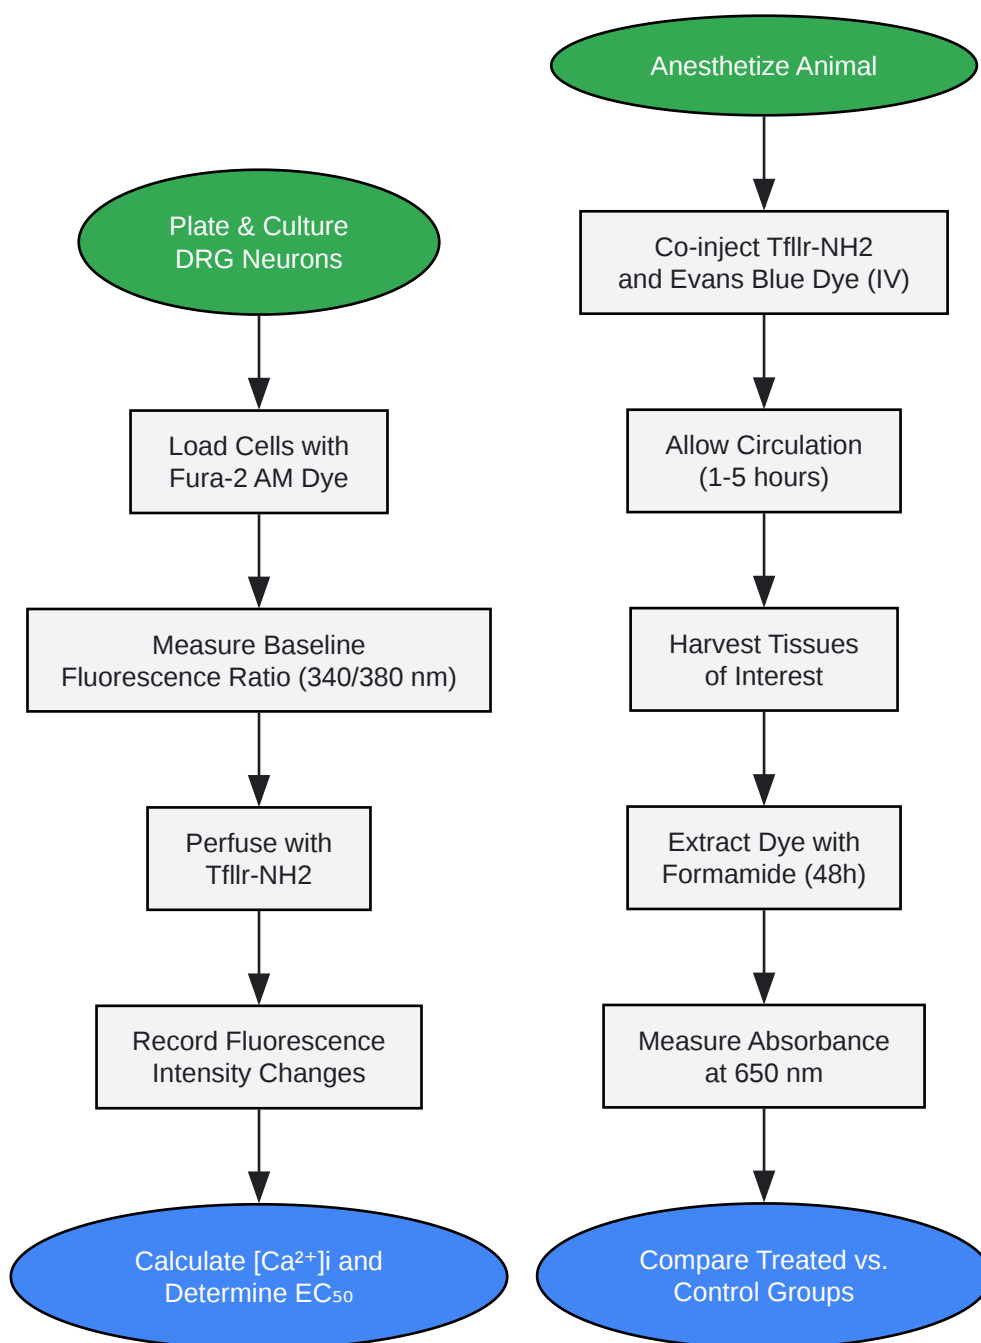 Plate & Culture
DRG Neurons
Load Cells with
Fura-2 AM Dye
Measure Baseline
Fluorescence Ratio (340/380 nm)
Perfuse with
Tfllr-NH2
Record Fluorescence
Intensity Changes
Calculate [Ca²⁺]i and
Determine EC₅₀
Anesthetize Animal
Co-inject Tfllr-NH2
and Evans Blue Dye (IV)
Allow Circulation
(1-5 hours)
Harvest Tissues
of Interest
Extract Dye with
Formamide (48h)
Measure Absorbance
at 650 nm
Compare Treated vs.
Control Groups